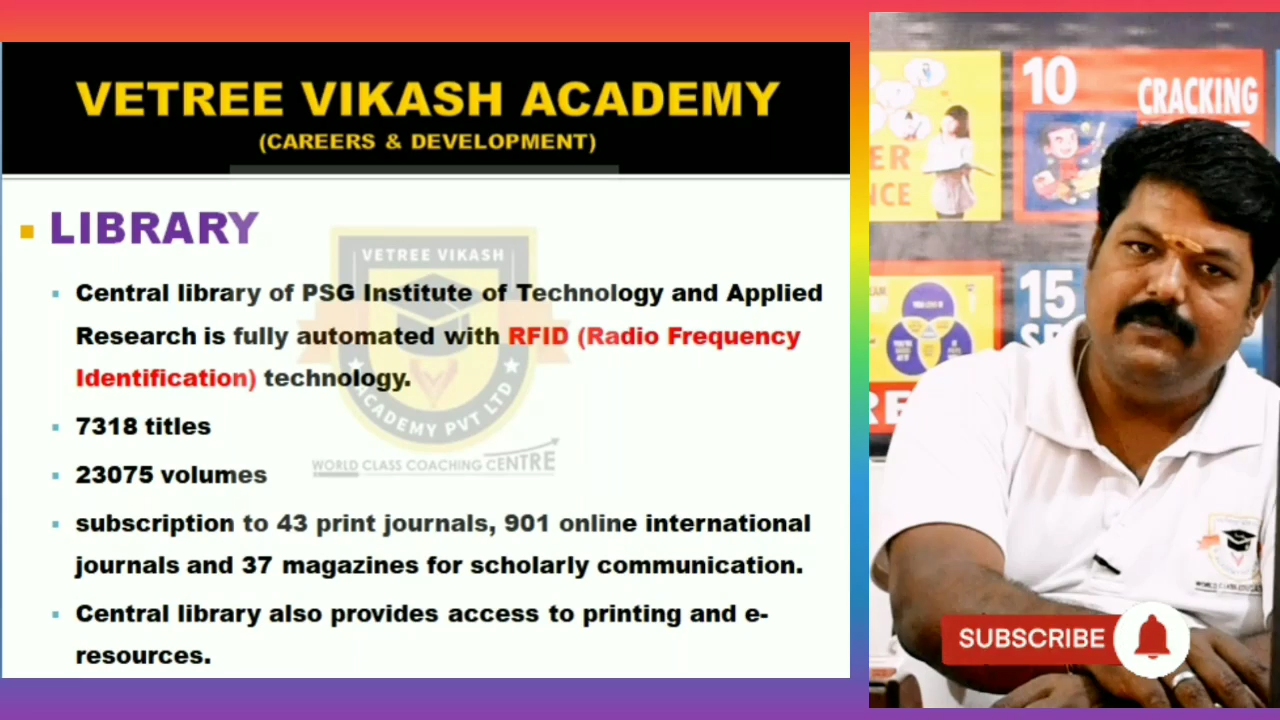 VETREE VIKASH ACADEMY
(CAREERS & DEVELOPMENT)
LIBRARY
Central library of PSG Institute of Technology and Applied
Research is fully automated with RFID (Radio Frequency
Identification) technology.
7318 titles
23075 volumes
subscription to 43 print journals, 901 online international
journals and 37 magazines for scholarly communication.
Central library also provides access to printing and e-
resources.
VETREE VIKASH
ACADEMY PVT LTD
WORLD CLASS COACHING CENTRE
10
CRACKING
15
SUBSCRIBE